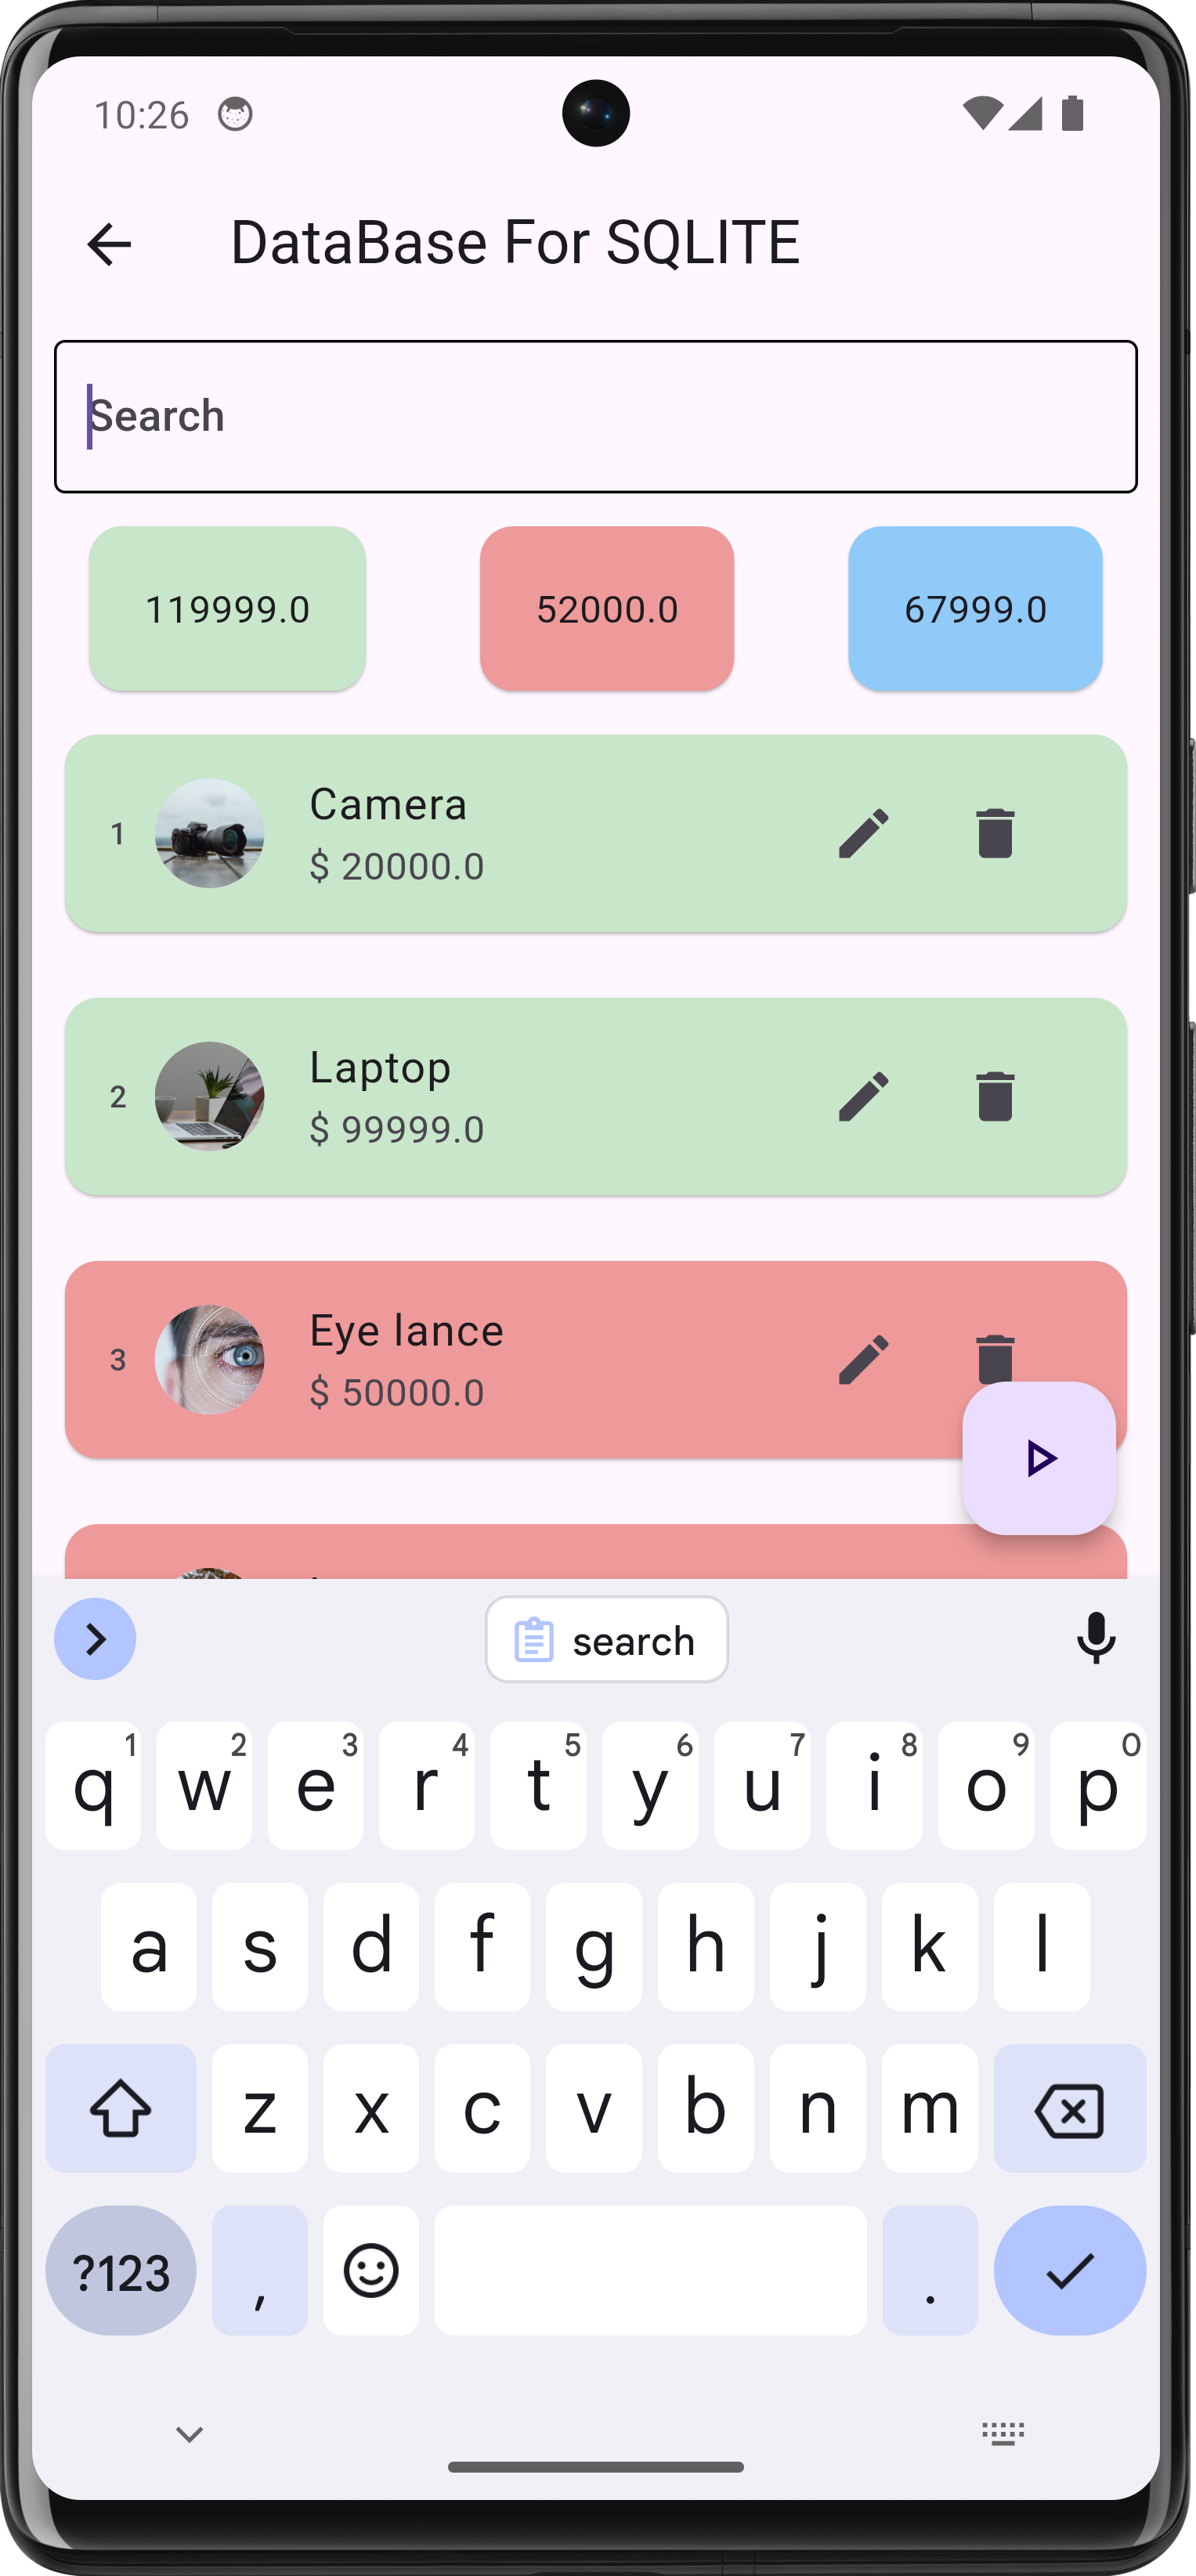 10:26
DataBase For SQLITE
Search
119999.0 52000.0 67999.0
1 Camera
$ 20000.0
2 Laptop
$ 99999.0
3 Eye lance
$ 50000.0
search
q 1 w 2 e 3 r 4 t 5 y 6 u 7 i 8 o 9 p 0
a s d f g h j k l
z x c v b n m
?123 , .